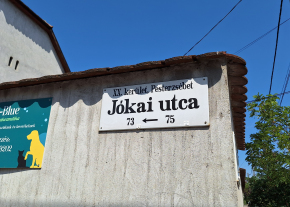 -Blue
XX. kerület, Pesterzsébet
Jókai utca
73 ← 75